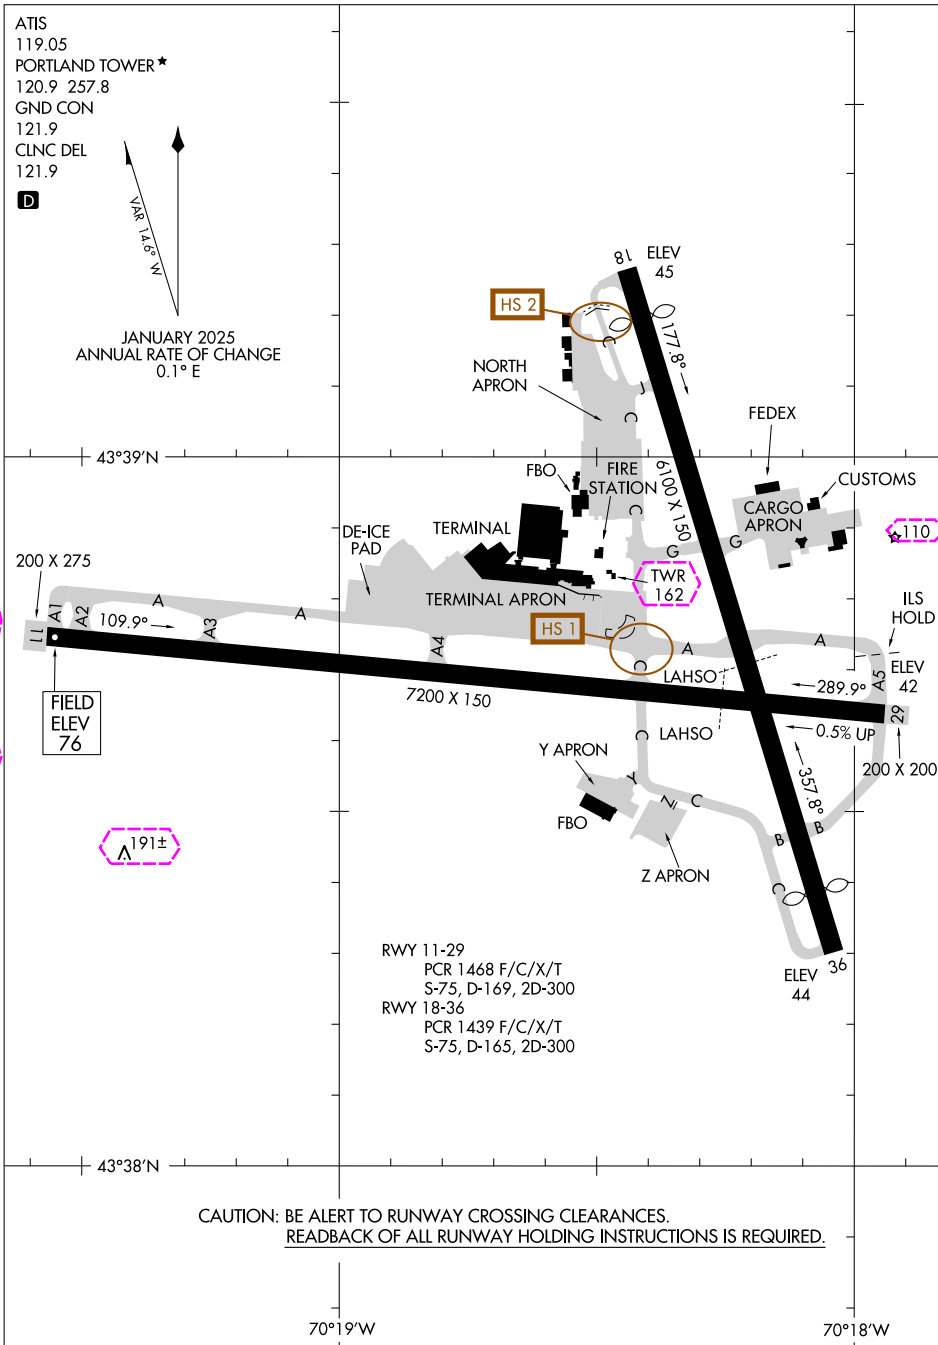 ATIS
119.05
PORTLAND TOWER★
120.9 257.8
GND CON
121.9
CLNC DEL
121.9
D
VAR 14.6° W
JANUARY 2025
ANNUAL RATE OF CHANGE
0.1° E
18
ELEV
45
HS 2
C
177.8°
J
NORTH
APRON
C
FEDEX
43°39'N
6100 X 150
FBO
FIRE
STATION
CUSTOMS
CARGO
APRON
C
110
TERMINAL
DE-ICE
PAD
G
G
200 X 275
TWR
162
TERMINAL APRON
ILS
HOLD
A
A
A1
A2
109.9°
A3
HS 1
11
A4
C
A
A
LAHSO
ELEV
42
A5
289.9°
7200 X 150
FIELD
ELEV
76
29
LAHSO
0.5% UP
C
Y APRON
200 X 200
Y
357.8°
Z
C
FBO
B
B
191±
Z APRON
C
RWY 11-29
PCR 1468 F/C/X/T
S-75, D-169, 2D-300
RWY 18-36
PCR 1439 F/C/X/T
S-75, D-165, 2D-300
ELEV
44
36
43°38'N
CAUTION: BE ALERT TO RUNWAY CROSSING CLEARANCES.
READBACK OF ALL RUNWAY HOLDING INSTRUCTIONS IS REQUIRED.
70°19'W
70°18'W